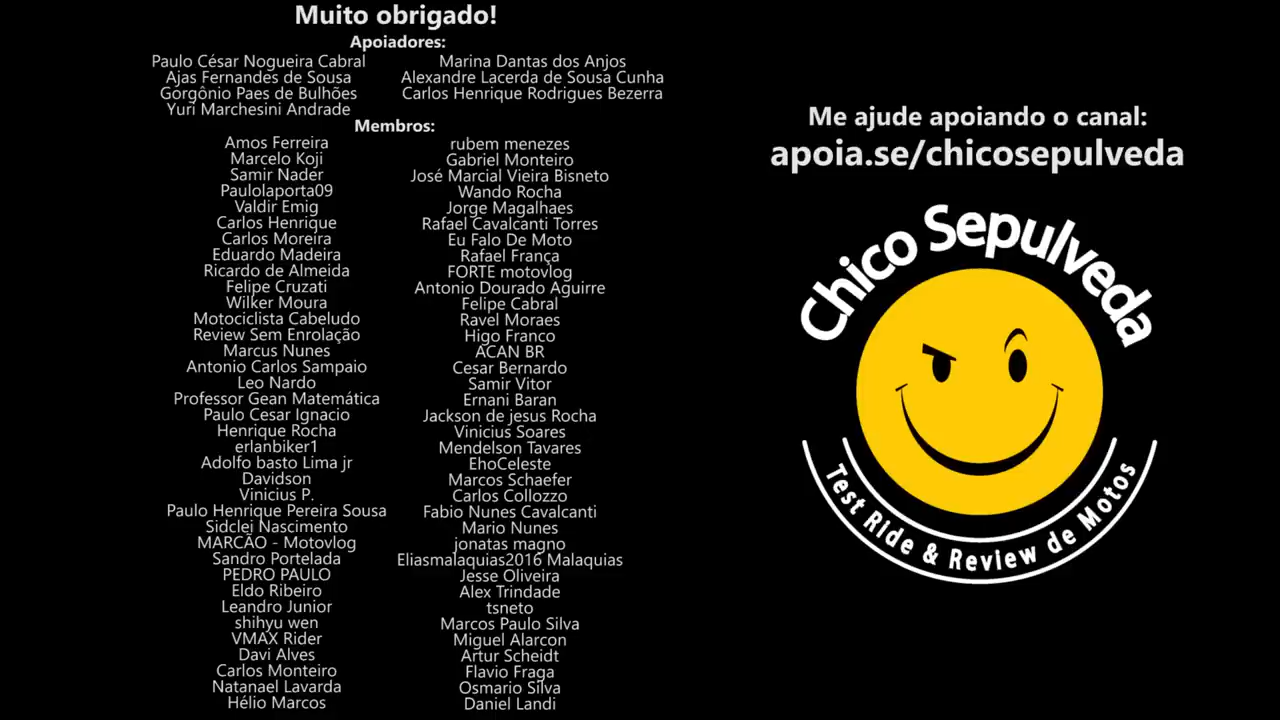 Muito obrigado!
Apoiadores:
Paulo César Nogueira Cabral
Ajas Fernandes de Sousa
Gorgônio Paes de Bulhões
Yuri Marchesini Andrade
Marina Dantas dos Anjos
Alexandre Lacerda de Sousa Cunha
Carlos Henrique Rodrigues Bezerra
Membros:
Amos Ferreira
Marcelo Koji
Samir Nader
Paulolaporta09
Valdir Emig
Carlos Henrique
Carlos Moreira
Eduardo Madeira
Ricardo de Almeida
Felipe Cruzati
Wilker Moura
Motociclista Cabeludo
Review Sem Enrolação
Marcus Nunes
Antonio Carlos Sampaio
Leo Nardo
Professor Gean Matemática
Paulo Cesar Ignacio
Henrique Rocha
erlanbiker1
Adolfo basto Lima jr
Davidson
Vinicius P.
Paulo Henrique Pereira Sousa
Sidclei Nascimento
MARCÃO - Motovlog
Sandro Portelada
PEDRO PAULO
Eldo Ribeiro
Leandro Junior
shihyu wen
VMAX Rider
Davi Alves
Carlos Monteiro
Natanael Lavarda
Hélio Marcos
rubem menezes
Gabriel Monteiro
José Marcial Vieira Bisneto
Wando Rocha
Jorge Magalhaes
Rafael Cavalcanti Torres
Eu Falo De Moto
Rafael França
FORTE motovlog
Antonio Dourado Aguirre
Felipe Cabral
Ravel Moraes
Higo Franco
ACAN BR
Cesar Bernardo
Samir Vitor
Ernani Baran
Jackson de jesus Rocha
Vinicius Soares
Mendelson Tavares
EhoCeleste
Marcos Schaefer
Carlos Collozzo
Fabio Nunes Cavalcanti
Mario Nunes
jonatas magno
Eliasmalaquias2016 Malaquias
Jesse Oliveira
Alex Trindade
tsneto
Marcos Paulo Silva
Miguel Alarcon
Artur Scheidt
Flavio Fraga
Osmario Silva
Daniel Landi
Me ajude apoiando o canal:
apoia.se/chicosepulveda
Chico Sepulveda
Test Ride & Review de Motos